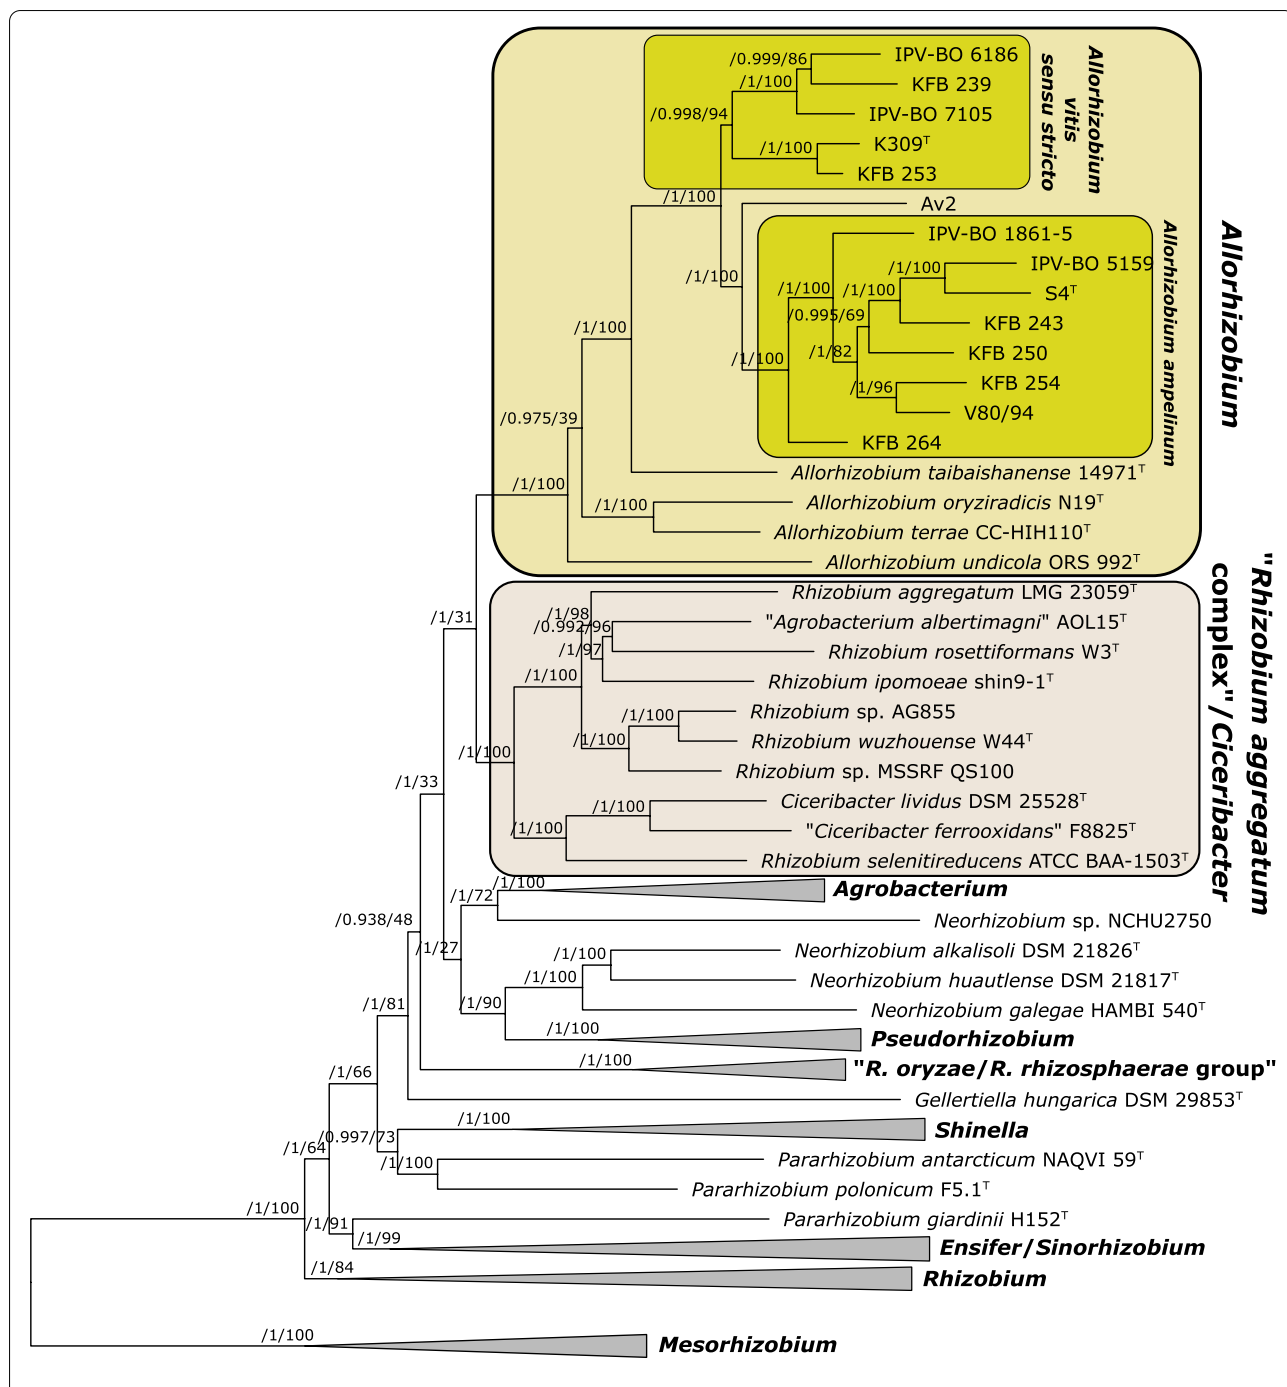 /0.999/86
IPV-BO 6186
/1/100
KFB 239
/0.998/94
IPV-BO 7105
/1/100
K309ᵀ
KFB 253
Allorhizobium
vitis
sensu stricto
/1/100
Av2
/1/100
IPV-BO 1861-5
/1/100
IPV-BO 5159
/1/100
/1/100
S4ᵀ
/0.995/69
KFB 243
/1/100
/1/82
KFB 250
/1/100
/1/96
KFB 254
V80/94
KFB 264
Allorhizobium ampelinum
Allorhizobium
/0.975/39
Allorhizobium taibaishanense 14971ᵀ
/1/100
/1/100
Allorhizobium oryziradicis N19ᵀ
Allorhizobium terrae CC-HIH110ᵀ
Allorhizobium undicola ORS 992ᵀ
"Rhizobium aggregatum
complex"/Ciceribacter
/1/31
/1/98
Rhizobium aggregatum LMG 23059ᵀ
/0.992/96
"Agrobacterium albertimagni" AOL15ᵀ
/1/97
Rhizobium rosettiformans W3ᵀ
/1/100
Rhizobium ipomoeae shin9-1ᵀ
/1/100
Rhizobium sp. AG855
/1/100
Rhizobium wuzhouense W44ᵀ
/1/100
Rhizobium sp. MSSRF QS100
/1/33
/1/100
Ciceribacter lividus DSM 25528ᵀ
/1/100
"Ciceribacter ferrooxidans" F8825ᵀ
Rhizobium selenitireducens ATCC BAA-1503ᵀ
/1/100
Agrobacterium
/1/72
Neorhizobium sp. NCHU2750
/0.938/48
/1/27
/1/100
Neorhizobium alkalisoli DSM 21826ᵀ
/1/100
Neorhizobium huautlense DSM 21817ᵀ
/1/81
/1/90
Neorhizobium galegae HAMBI 540ᵀ
/1/100
Pseudorhizobium
/1/100
"R. oryzae/R. rhizosphaerae group"
/1/66
Gellertiella hungarica DSM 29853ᵀ
/1/100
Shinella
/0.997/73
/1/64
/1/100
Pararhizobium antarcticum NAQVI 59ᵀ
Pararhizobium polonicum F5.1ᵀ
/1/100
/1/91
Pararhizobium giardinii H152ᵀ
/1/99
Ensifer/Sinorhizobium
/1/84
Rhizobium
/1/100
Mesorhizobium